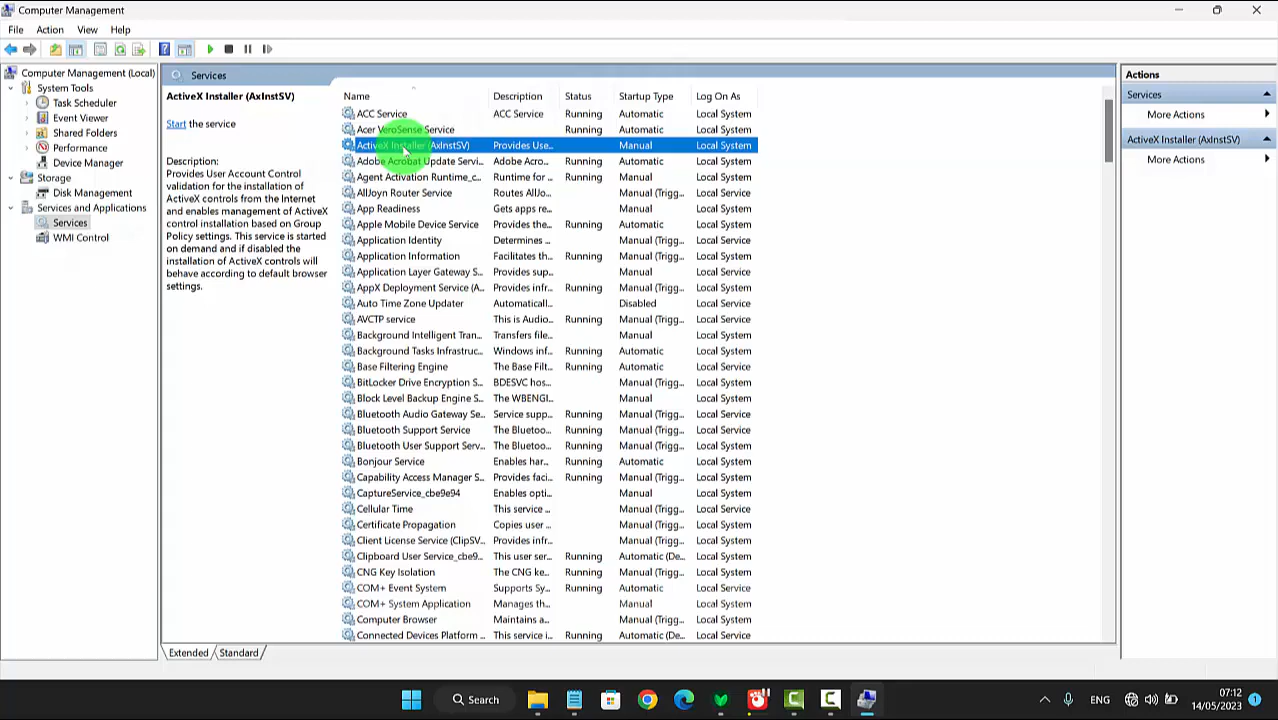 Computer Management
File Action View Help
Computer Management (Local)
System Tools
Task Scheduler
Event Viewer
Shared Folders
Performance
Device Manager
Storage
Disk Management
Services and Applications
Services
WMI Control
Services
ActiveX Installer (AxInstSV)
Start the service
Description:
Provides User Account Control
validation for the installation of
ActiveX controls from the Internet
and enables management of ActiveX
control installation based on Group
Policy settings. This service is started
on demand and if disabled the
installation of ActiveX controls will
behave according to default browser
settings.
Name Description Status Startup Type Log On As
ACC Service ACC Service Running Automatic Local System
Acer VeroSense Service Running Automatic Local System
ActiveX Installer (AxInstSV) Provides Use... Manual Local System
Adobe Acrobat Update Servi... Adobe Acro... Running Automatic Local System
Agent Activation Runtime_c... Runtime for ... Manual Local System
AllJoyn Router Service Routes AllJo... Manual (Trigg... Local Service
App Readiness Gets apps re... Manual Local System
Apple Mobile Device Service Provides the... Running Automatic Local System
Application Identity Determines ... Manual (Trigg... Local Service
Application Information Facilitates th... Running Manual (Trigg... Local System
Application Layer Gateway S... Provides sup... Manual Local Service
AppX Deployment Service (A... Provides infr... Running Manual (Trigg... Local System
Auto Time Zone Updater Automaticall... Disabled Local Service
AVCTP service This is Audio... Running Manual (Trigg... Local Service
Background Intelligent Tran... Transfers file... Manual Local System
Background Tasks Infrastruc... Windows inf... Running Automatic Local System
Base Filtering Engine The Base Filt... Running Automatic Local Service
BitLocker Drive Encryption S... BDESVC hos... Manual (Trigg... Local System
Block Level Backup Engine S... The WBENGI... Manual Local System
Bluetooth Audio Gateway Se... Service supp... Running Manual (Trigg... Local Service
Bluetooth Support Service The Bluetoo... Running Manual (Trigg... Local Service
Bluetooth User Support Serv... The Bluetoo... Running Manual (Trigg... Local System
Bonjour Service Enables har... Running Automatic Local System
Capability Access Manager S... Provides faci... Running Manual (Trigg... Local System
CaptureService_cbe9e94 Enables opti... Manual Local System
Cellular Time This service ... Manual (Trigg... Local Service
Certificate Propagation Copies user ... Manual (Trigg... Local System
Client License Service (ClipSV... Provides infr... Manual (Trigg... Local System
Clipboard User Service_cbe9... This user ser... Running Automatic (De... Local System
CNG Key Isolation The CNG ke... Running Manual (Trigg... Local System
COM+ Event System Supports Sy... Running Automatic Local Service
COM+ System Application Manages th... Manual Local System
Computer Browser Maintains a... Manual (Trigg... Local System
Connected Devices Platform ... This service i... Running Automatic (De... Local Service
Extended Standard
Actions
Services
More Actions
ActiveX Installer (AxInstSV)
More Actions
Search
ENG
07:12
14/05/2023